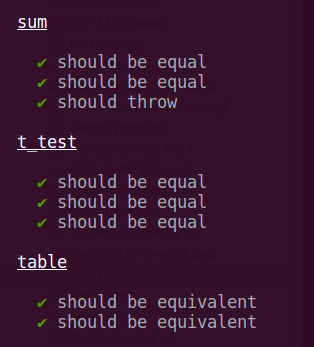 sum
✔ should be equal
✔ should be equal
✔ should throw
t_test
✔ should be equal
✔ should be equal
✔ should be equal
table
✔ should be equivalent
✔ should be equivalent